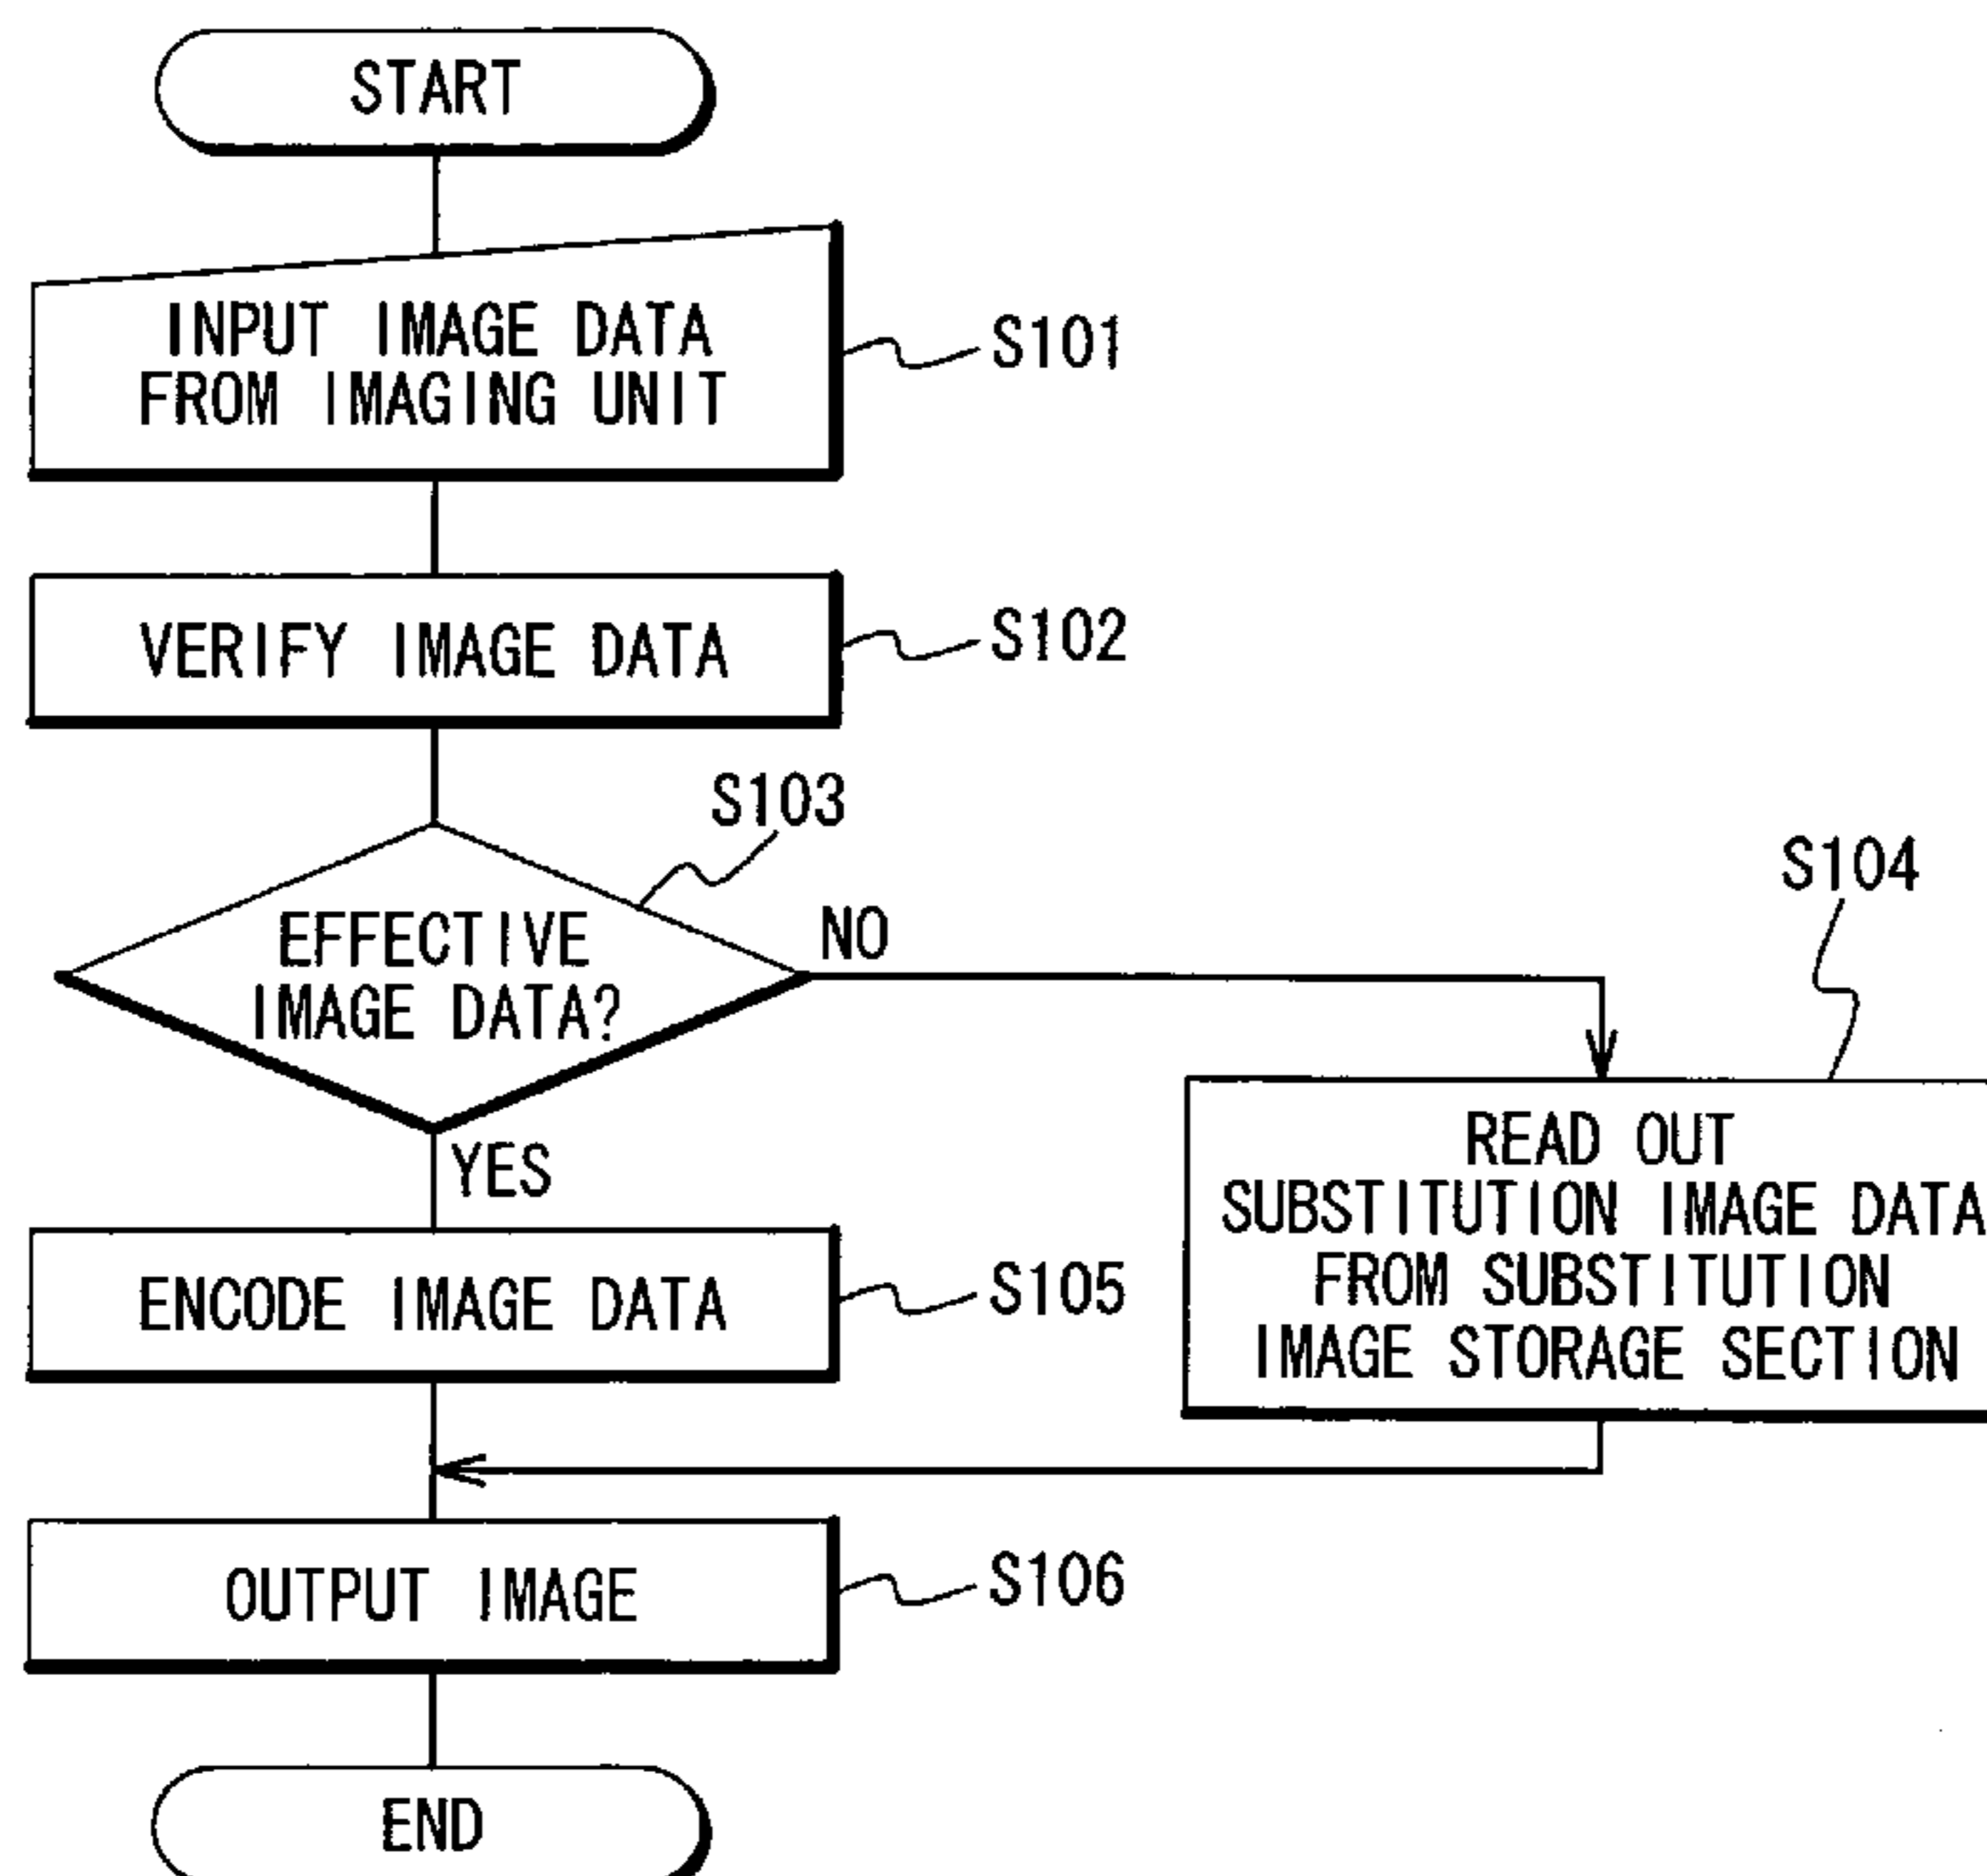 START
INPUT IMAGE DATA
FROM IMAGING UNIT
S101
VERIFY IMAGE DATA
S102
S103
EFFECTIVE
IMAGE DATA?
NO
YES
S104
READ OUT
SUBSTITUTION IMAGE DATA
FROM SUBSTITUTION
IMAGE STORAGE SECTION
ENCODE IMAGE DATA
S105
OUTPUT IMAGE
S106
END